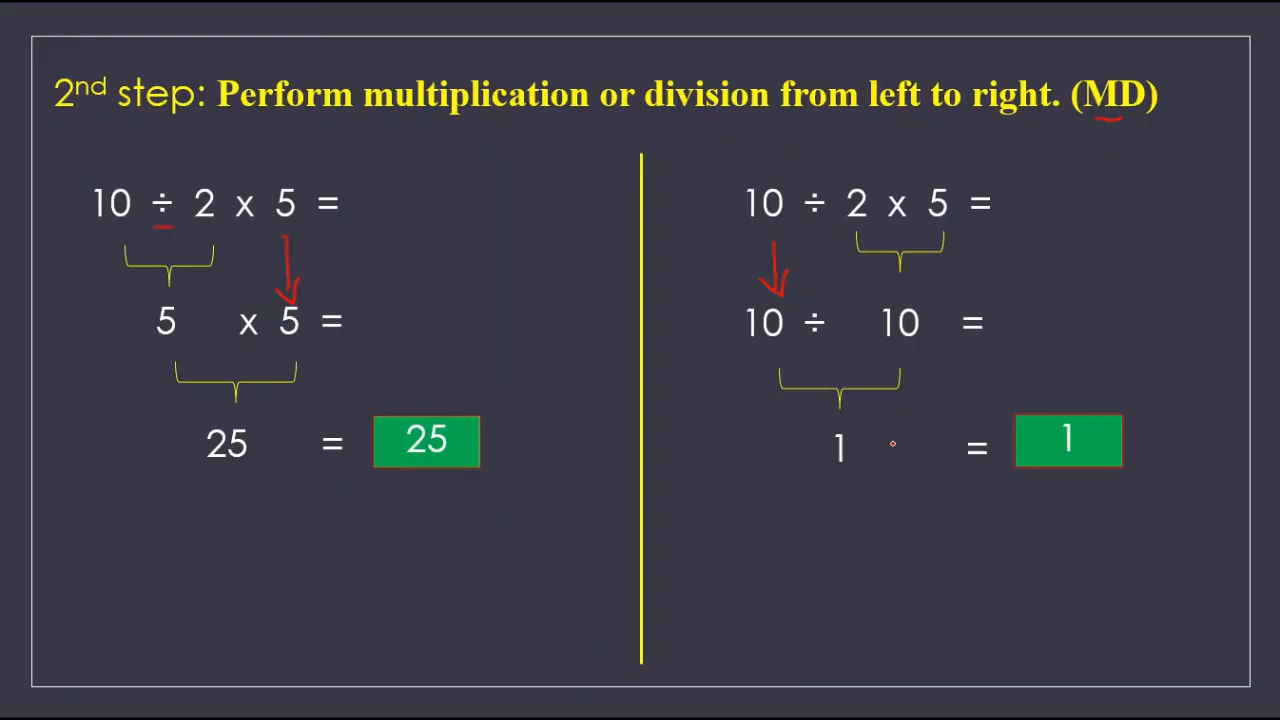 2nd step: Perform multiplication or division from left to right. (MD)
10 ÷ 2 x 5 =
5 x 5 =
25 = 25
10 ÷ 2 x 5 =
10 ÷ 10 =
1 = 1